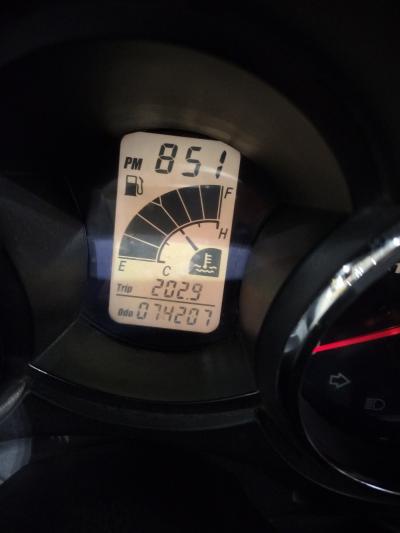 PM 851
F
H
E C
Trip 202.9
Odo 074207